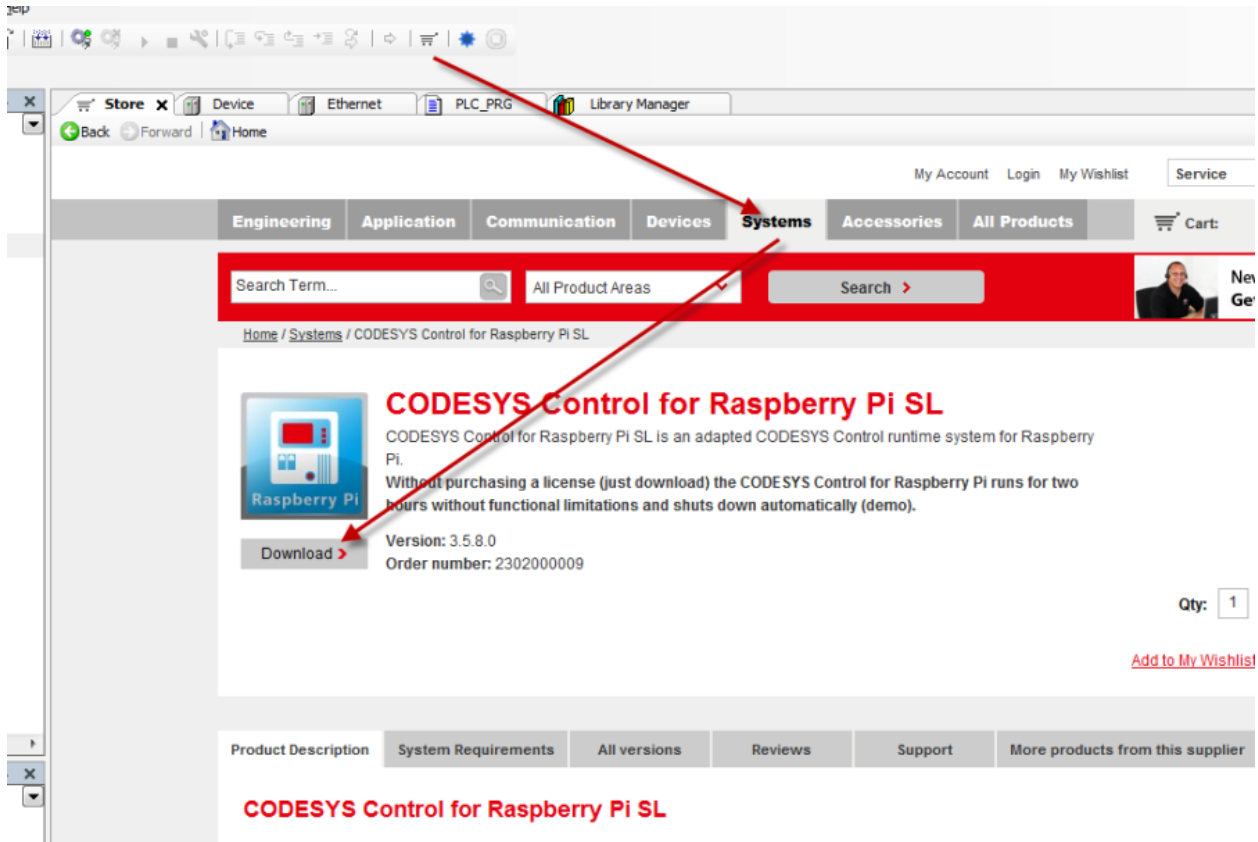 Store X Device Ethernet PLC_PRG Library Manager
Back Forward Home
My Account Login My Wishlist Service
Engineering Application Communication Devices Systems Accessories All Products Cart:
Search Term... All Product Areas Search
Home / Systems / CODESYS Control for Raspberry Pi SL
CODESYS Control for Raspberry Pi SL
CODESYS Control for Raspberry Pi SL is an adapted CODESYS Control runtime system for Raspberry
Pi.
Without purchasing a license (just download) the CODESYS Control for Raspberry Pi runs for two
hours without functional limitations and shuts down automatically (demo).
Raspberry Pi
Download
Version: 3.5.8.0
Order number: 2302000009
Qty: 1
Add to My Wishlist
Product Description System Requirements All versions Reviews Support More products from this supplier
CODESYS Control for Raspberry Pi SL